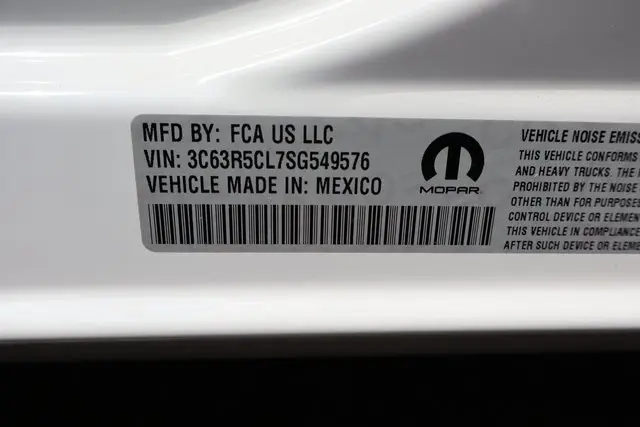 MFD BY: FCA US LLC
VIN: 3C63R5CL7SG549576
VEHICLE MADE IN: MEXICO
MOPAR
VEHICLE NOISE EMISS
THIS VEHICLE CONFORMS
AND HEAVY TRUCKS. THE
PROHIBITED BY THE NOISE
OTHER THAN FOR PURPOSES
CONTROL DEVICE OR ELEMEN
THIS VEHICLE IN COMPLIANCE
AFTER SUCH DEVICE OR ELEME